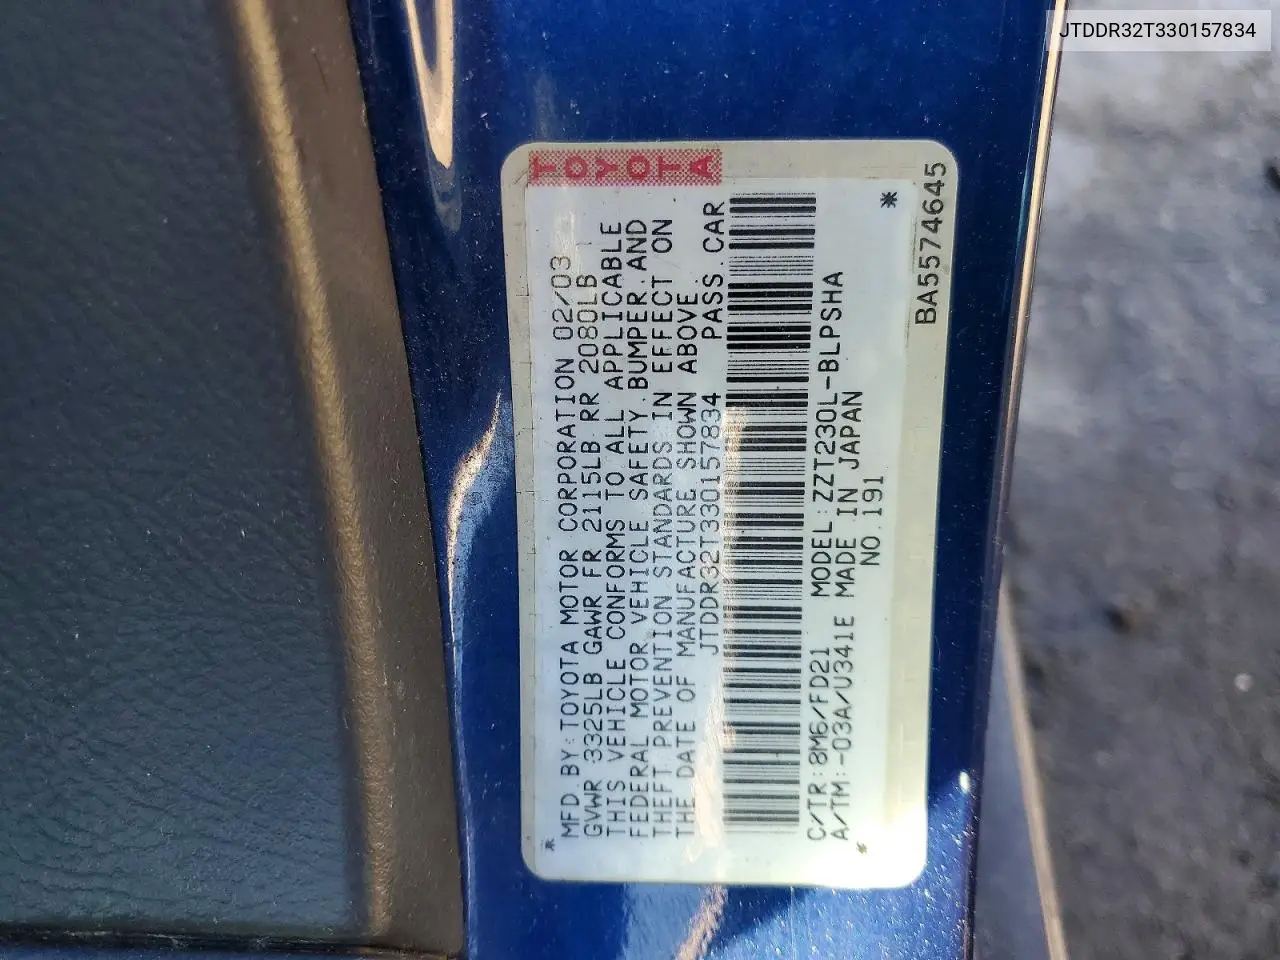 JTDDR32T330157834
TOYOTA
MFD BY:TOYOTA MOTOR CORPORATION 02/03
GVWR 3325LB GAWR FR 2115LB RR 2080LB
THIS VEHICLE CONFORMS TO ALL APPLICABLE
FEDERAL MOTOR VEHICLE SAFETY,BUMPER,AND
THEFT PREVENTION STANDARDS IN EFFECT ON
THE DATE OF MANUFACTURE SHOWN ABOVE.
JTDDR32T330157834 PASS.CAR
C/TR:8M6/FD21 MODEL:ZZT230L-BLPSHA
A/TM:-03A/U341E MADE IN JAPAN
NO.191
BA5574645